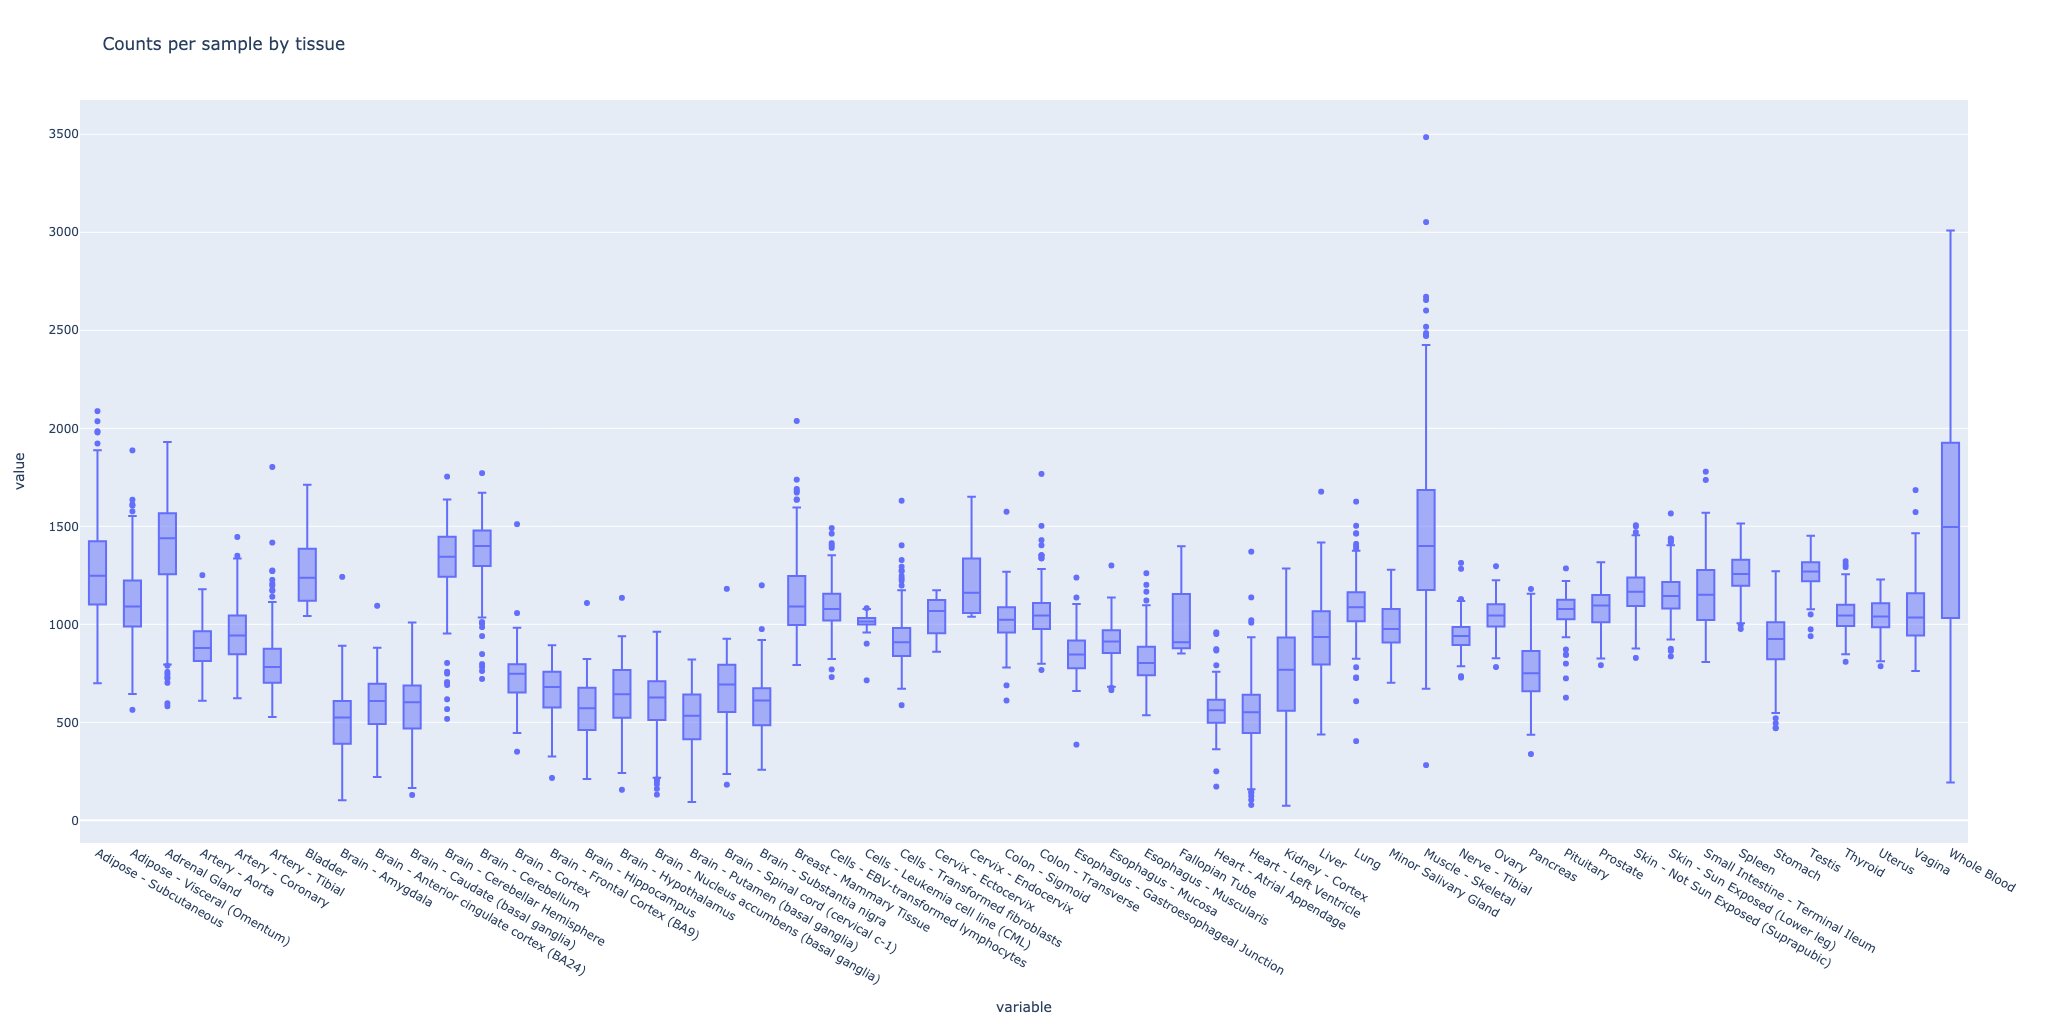 Counts per sample by tissue
3500
3000
2500
2000
1500
1000
500
0
value
Adipose - Subcutaneous
Adipose - Visceral (Omentum)
Adrenal Gland
Artery - Aorta
Artery - Coronary
Artery - Tibial
Bladder
Brain - Amygdala
Brain - Anterior cingulate cortex (BA24)
Brain - Caudate (basal ganglia)
Brain - Cerebellar Hemisphere
Brain - Cerebellum
Brain - Cortex
Brain - Frontal Cortex (BA9)
Brain - Hippocampus
Brain - Hypothalamus
Brain - Nucleus accumbens (basal ganglia)
Brain - Putamen (basal ganglia)
Brain - Spinal cord (cervical c-1)
Brain - Substantia nigra
Breast - Mammary Tissue
Cells - EBV-transformed lymphocytes
Cells - Leukemia cell line (CML)
Cells - Transformed fibroblasts
Cervix - Ectocervix
Cervix - Endocervix
Colon - Sigmoid
Colon - Transverse
Esophagus - Gastroesophageal Junction
Esophagus - Mucosa
Esophagus - Muscularis
Fallopian Tube
Heart - Atrial Appendage
Heart - Left Ventricle
Kidney - Cortex
Liver
Lung
Minor Salivary Gland
Muscle - Skeletal
Nerve - Tibial
Ovary
Pancreas
Pituitary
Prostate
Skin - Not Sun Exposed (Suprapubic)
Skin - Sun Exposed (Lower leg)
Small Intestine - Terminal Ileum
Spleen
Stomach
Testis
Thyroid
Uterus
Vagina
Whole Blood
variable